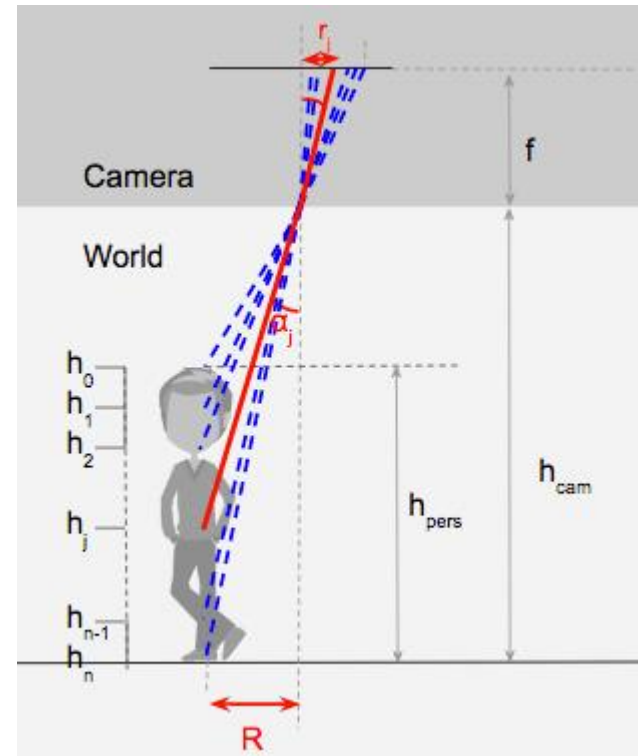 r_j
f
Camera
World
α_j
h_0
h_1
h_2
h_cam
h_pers
h_j
h_n-1
h_n
R